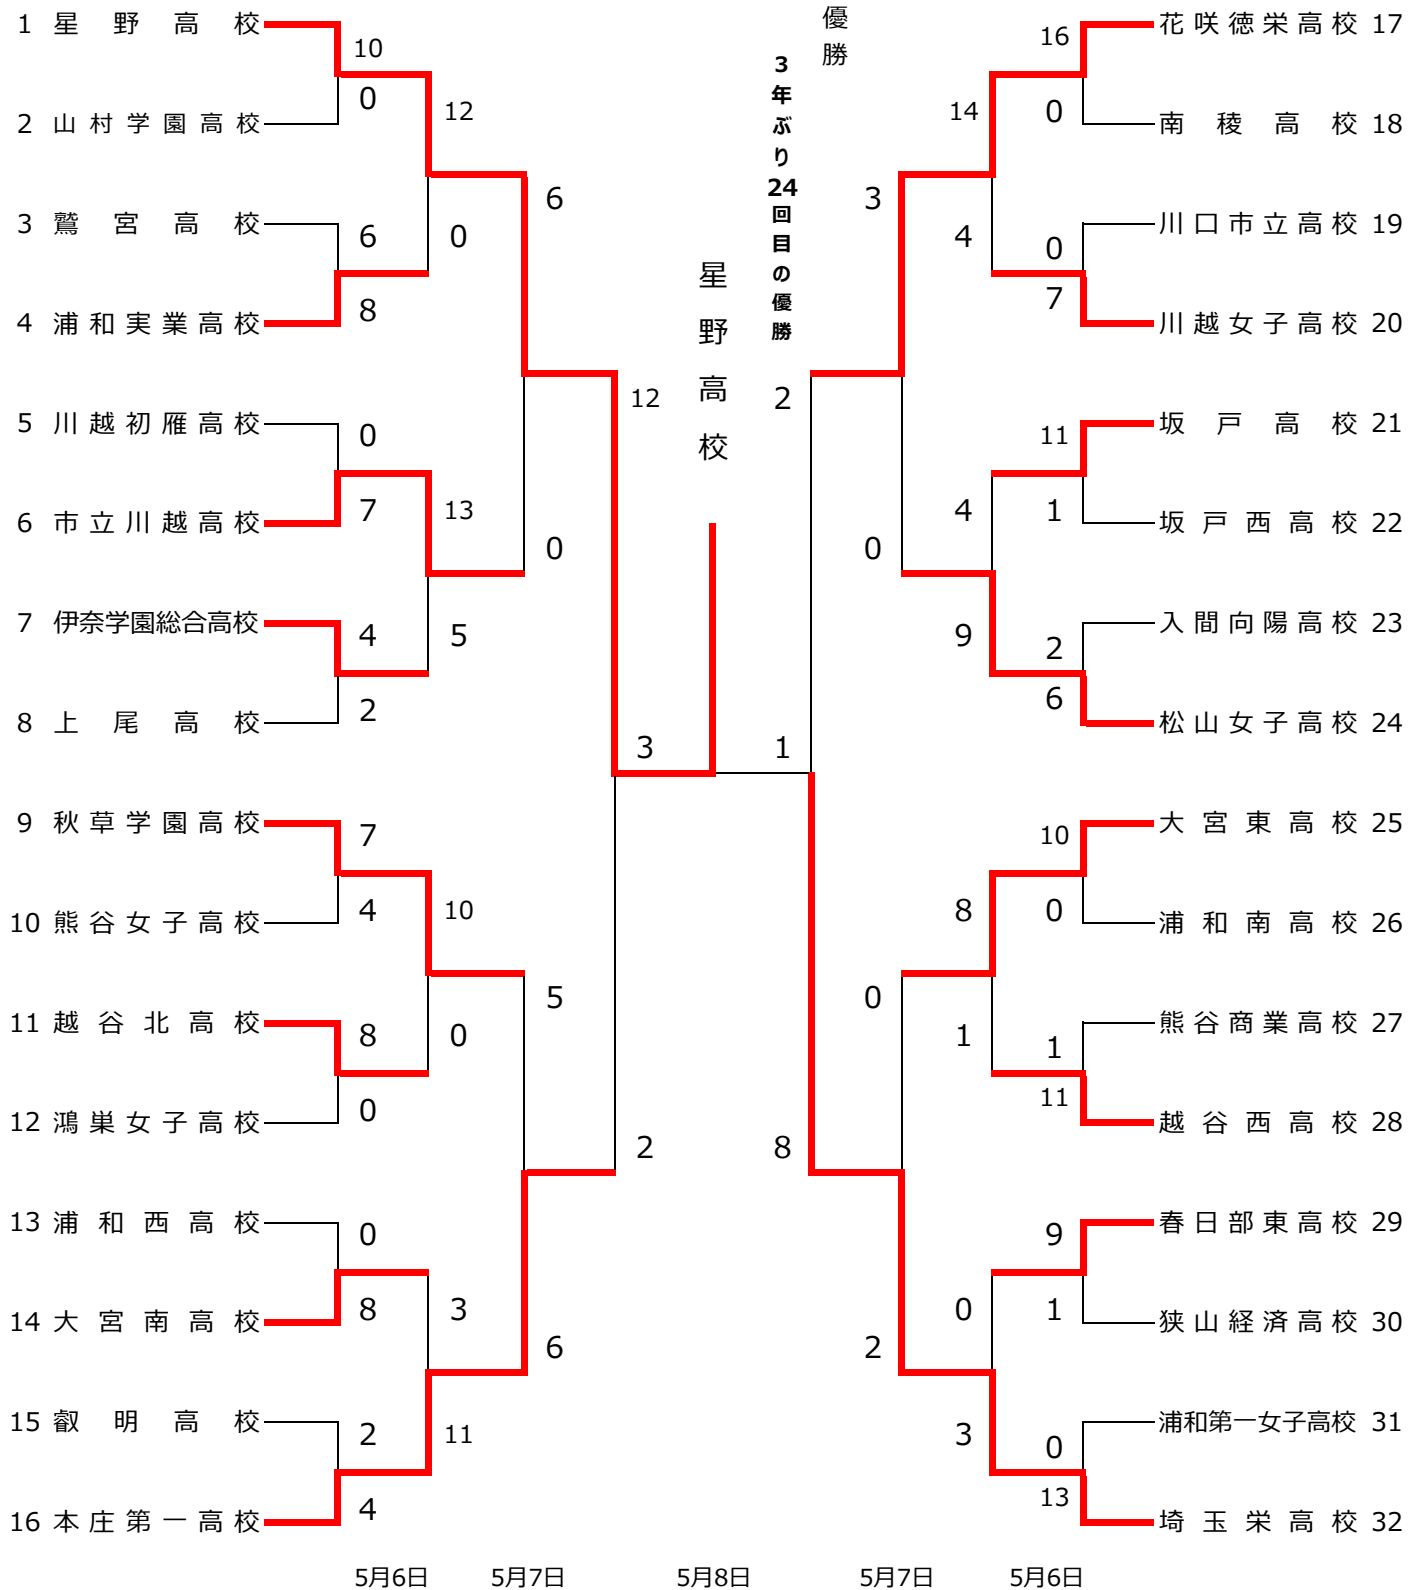 1 星野高校
10
0
2 山村学園高校
12
3 鷲宮高校
6
0
8
4 浦和実業高校
6
5 川越初雁高校
0
7
13
6 市立川越高校
0
7 伊奈学園総合高校
4
5
2
8 上尾高校
12
3
9 秋草学園高校
7
4
10
10 熊谷女子高校
5
11 越谷北高校
8
0
0
12 鴻巣女子高校
2
13 浦和西高校
0
8
3
14 大宮南高校
6
15 叡明高校
2
11
4
16 本庄第一高校
優勝
3年ぶり24回目の優勝
星野高校
花咲徳栄高校 17
16
0
14
南稜高校 18
3
川口市立高校 19
4
0
7
川越女子高校 20
2
坂戸高校 21
11
1
4
坂戸西高校 22
0
入間向陽高校 23
9
2
6
松山女子高校 24
1
大宮東高校 25
10
0
8
浦和南高校 26
0
熊谷商業高校 27
1
1
11
越谷西高校 28
8
春日部東高校 29
9
1
0
狭山経済高校 30
2
浦和第一女子高校 31
3
0
13
埼玉栄高校 32
5月6日 5月7日 5月8日 5月7日 5月6日